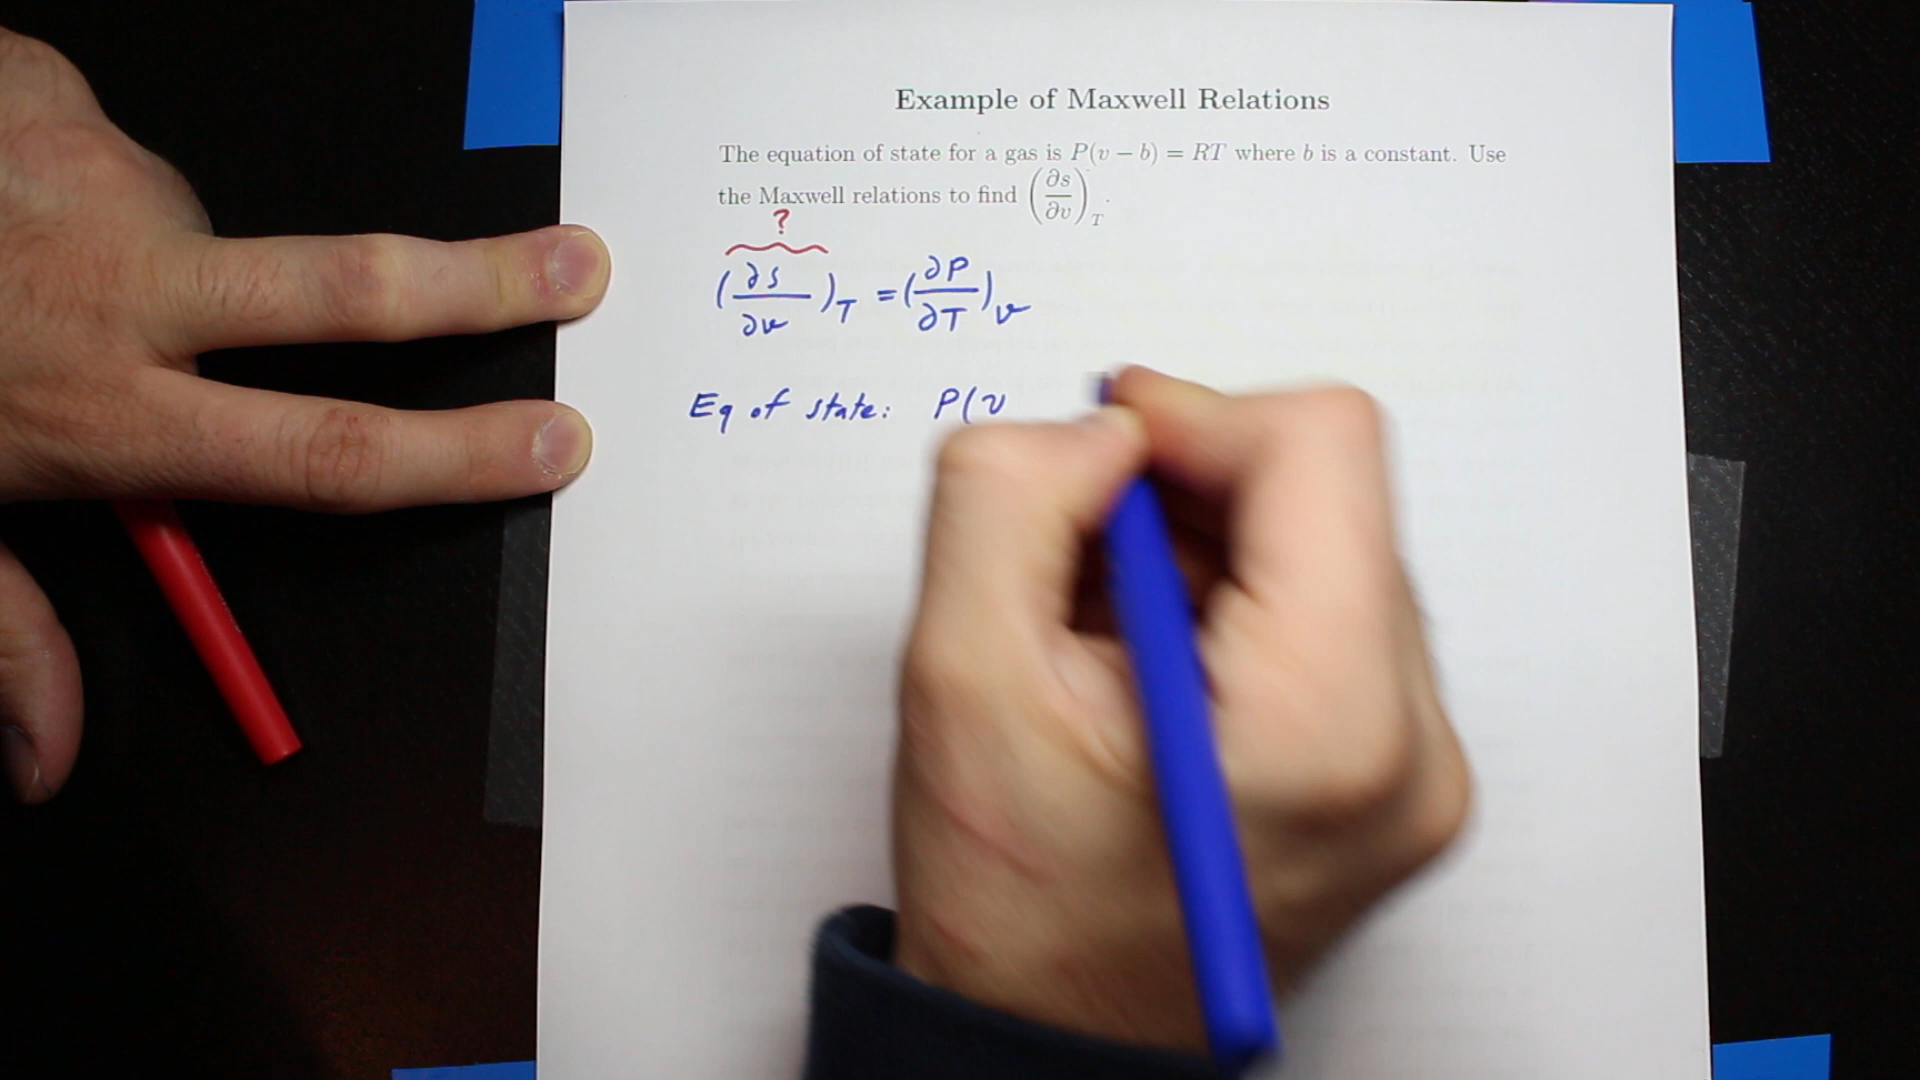 Example of Maxwell Relations
The equation of state for a gas is P(v − b) = RT where b is a constant. Use
the Maxwell relations to find (∂s/∂v)_T.
?
(∂s/∂v)_T = (∂P/∂T)_v
Eq of state: P(v